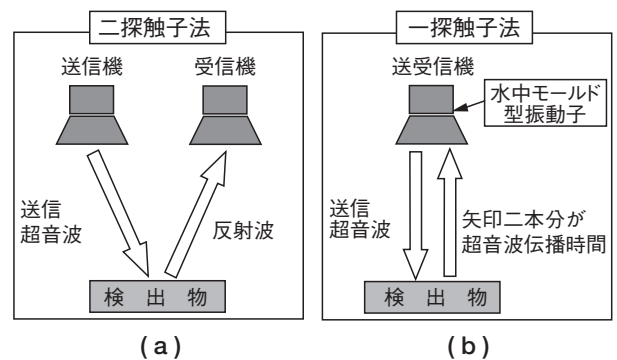 二探触子法
送信機
受信機
送信
超音波
反射波
検 出 物
(a)
一探触子法
送受信機
水中モールド
型振動子
送信
超音波
矢印二本分が
超音波伝播時間
検 出 物
(b)